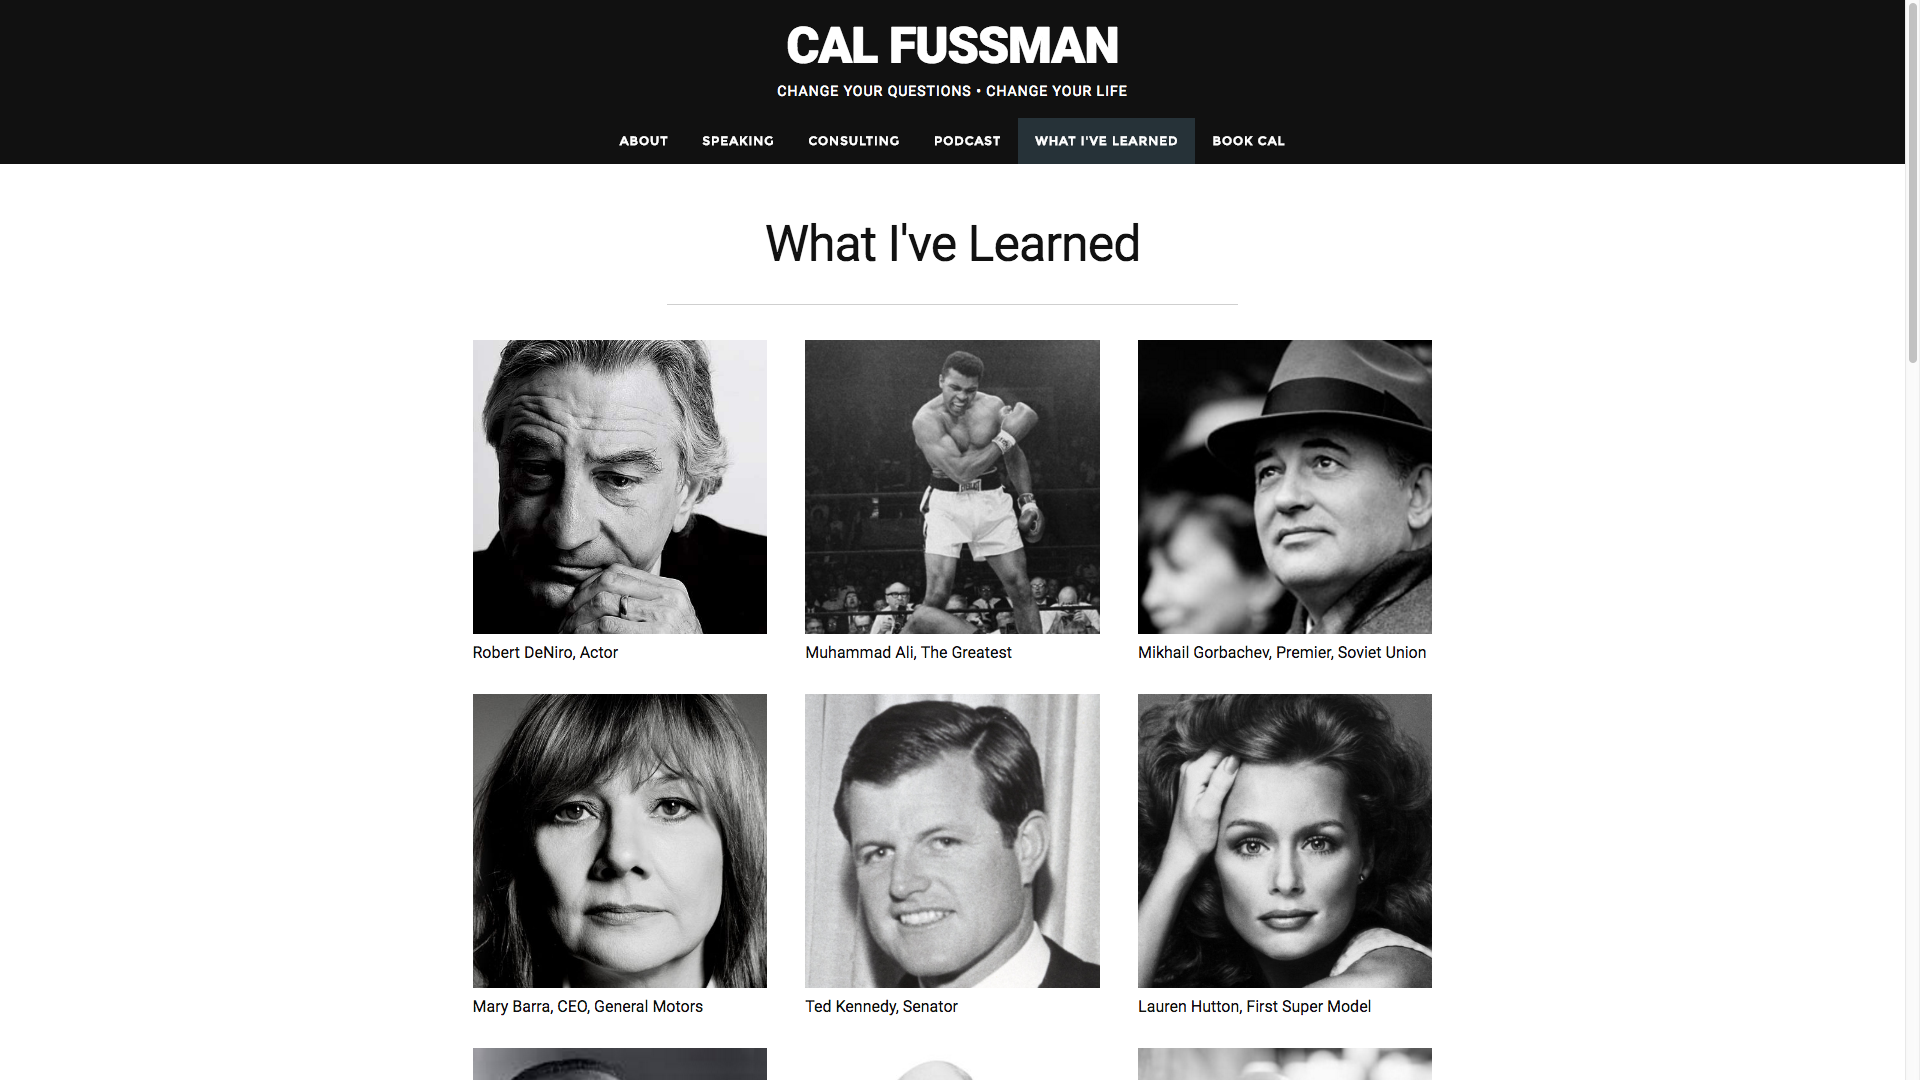 CAL FUSSMAN
CHANGE YOUR QUESTIONS • CHANGE YOUR LIFE
ABOUT SPEAKING CONSULTING PODCAST WHAT I'VE LEARNED BOOK CAL
What I've Learned
Robert DeNiro, Actor
Muhammad Ali, The Greatest
Mikhail Gorbachev, Premier, Soviet Union
Mary Barra, CEO, General Motors
Ted Kennedy, Senator
Lauren Hutton, First Super Model